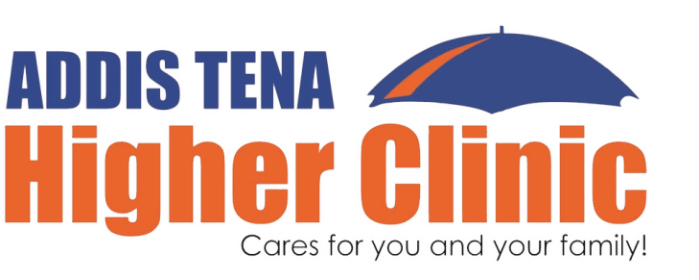 ADDIS TENA
Higher Clinic
Cares for you and your family!